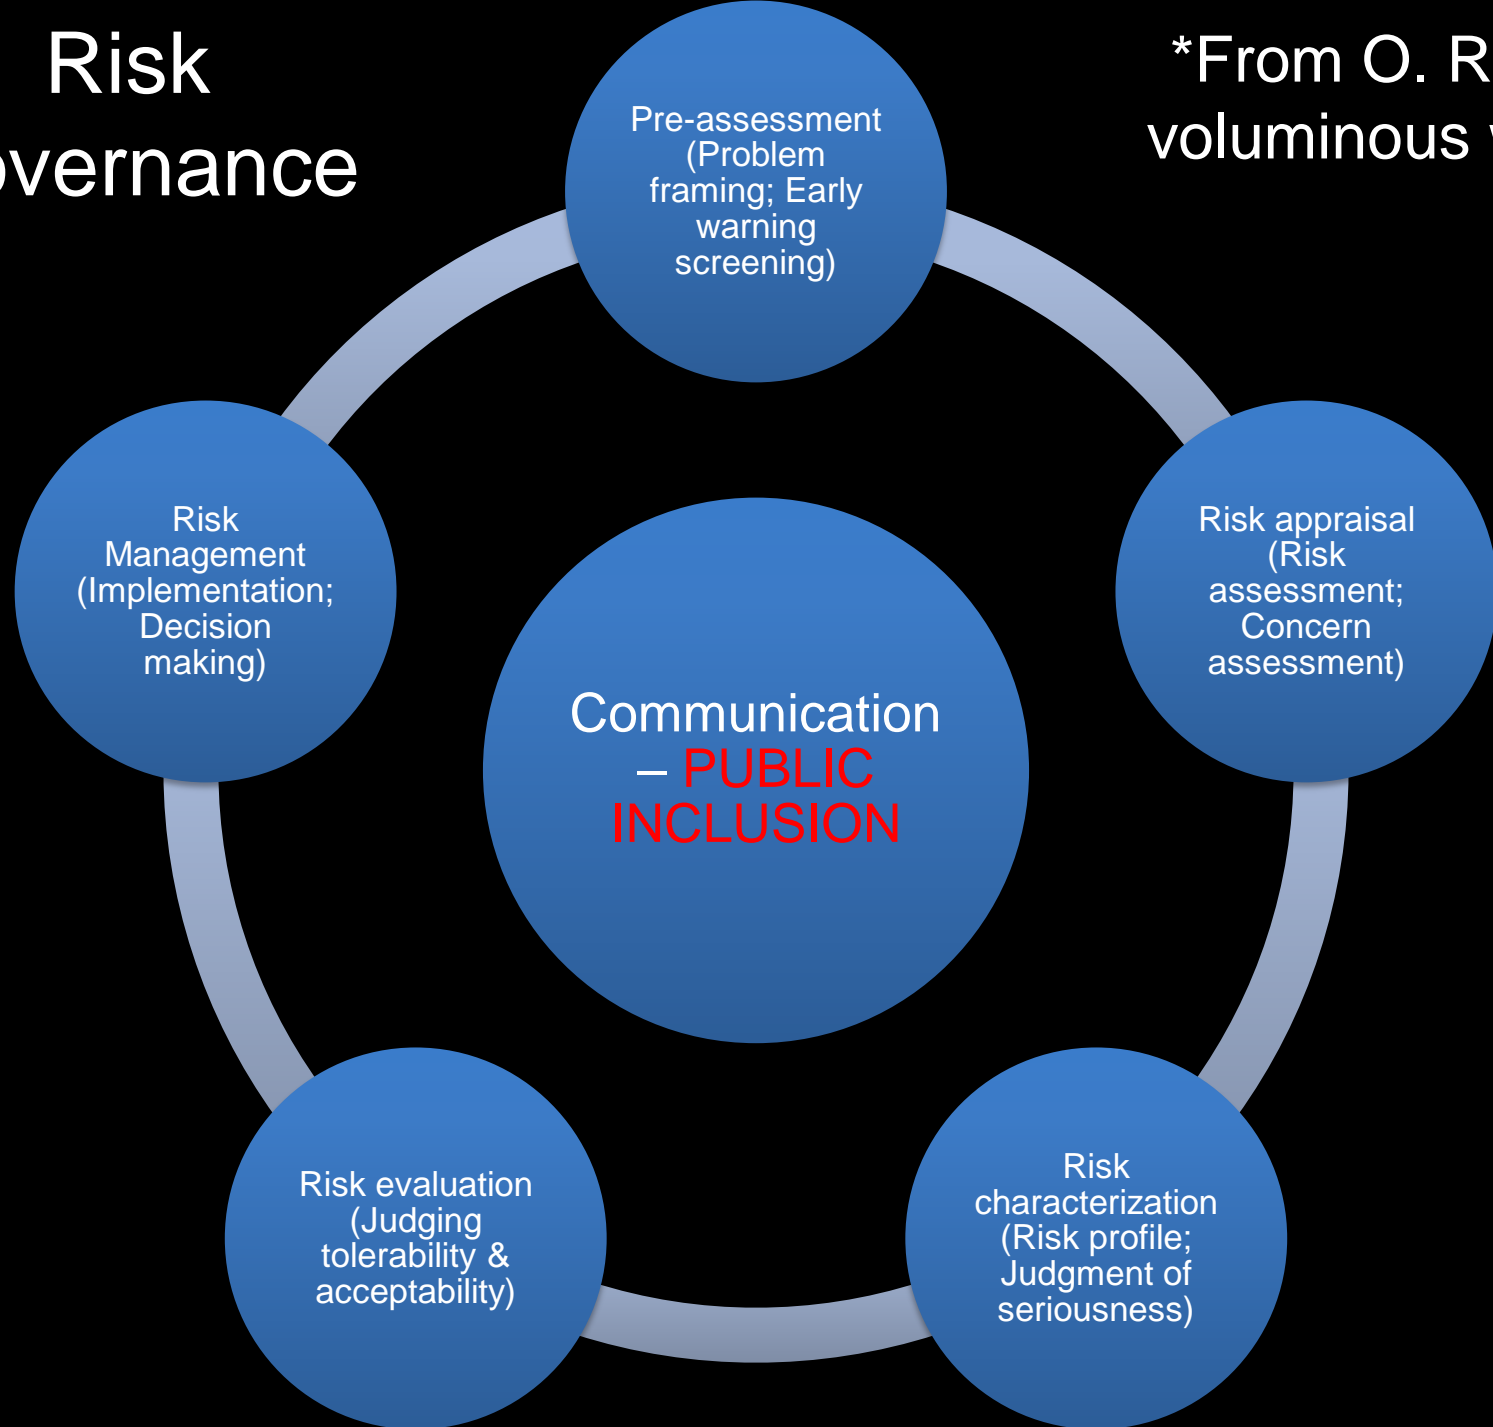 Risk
overnance
*From O. R
voluminous
Pre-assessment
(Problem
framing; Early
warning
screening)
Risk appraisal
(Risk
assessment;
Concern
assessment)
Risk
characterization
(Risk profile;
Judgment of
seriousness)
Risk evaluation
(Judging
tolerability &
acceptability)
Risk
Management
(Implementation;
Decision
making)
Communication
– PUBLIC
INCLUSION